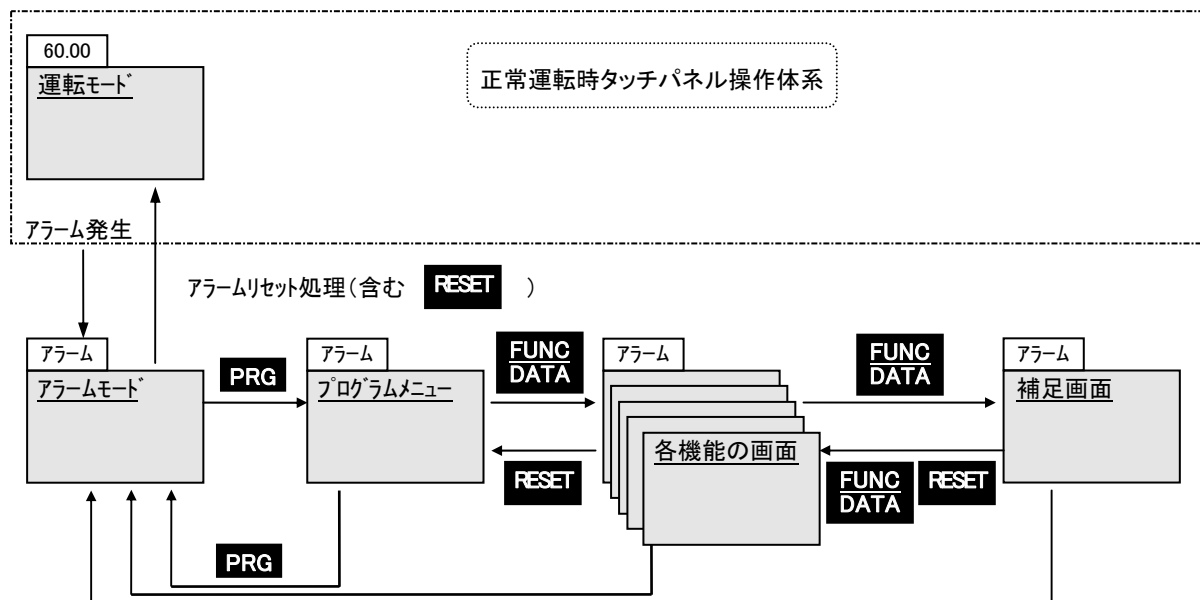 60.00
運転ﾓｰﾄﾞ
正常運転時タッチパネル操作体系
アラーム発生
アラームリセット処理(含む RESET )
アラーム
アラームﾓｰﾄﾞ
PRG
アラーム
ﾌﾟﾛｸﾞﾗﾑメニュー
FUNC
DATA
RESET
アラーム
各機能の画面
FUNC
DATA
FUNC
DATA
RESET
アラーム
補足画面
PRG